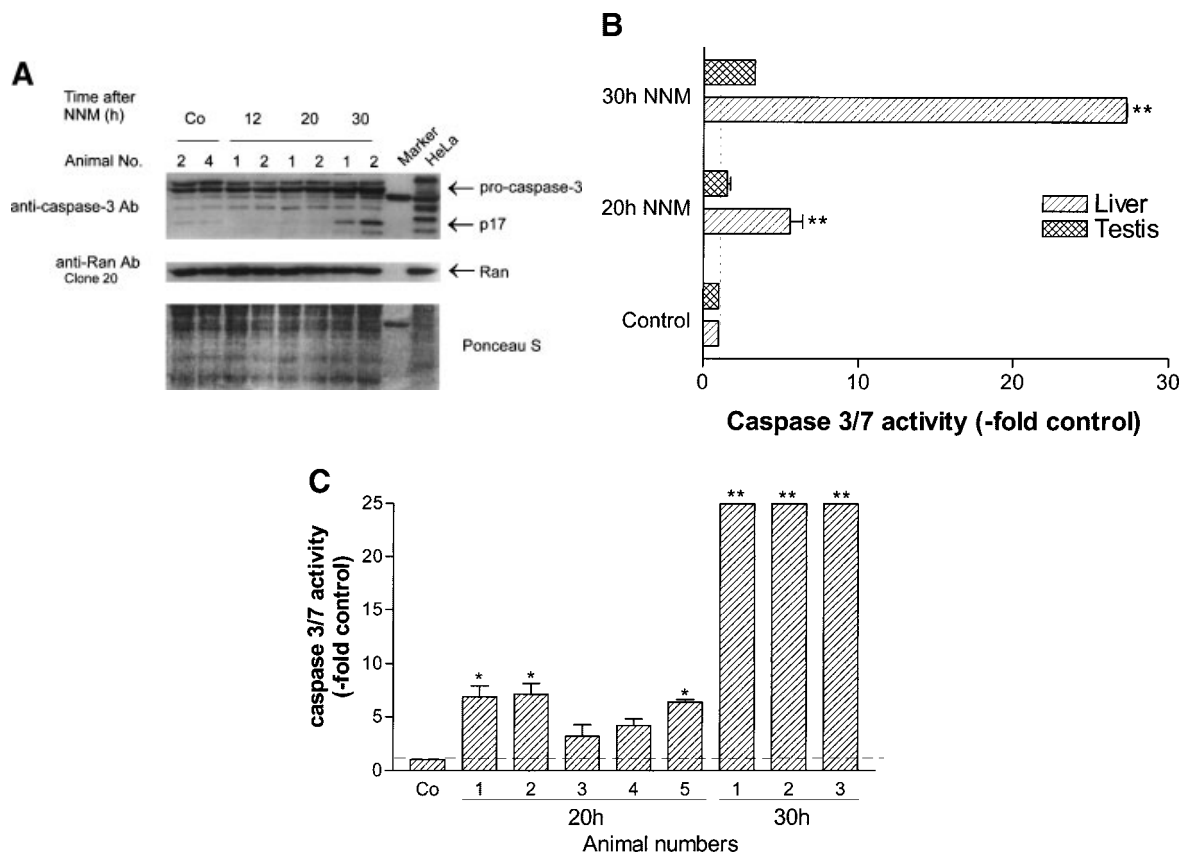 A
Time after
NNM (h)
Co 12 20 30
Marker
HeLa
Animal No. 2 4 1 2 1 2 1 2
anti-caspase-3 Ab
pro-caspase-3
p17
anti-Ran Ab
Clone 20
Ran
Ponceau S
B
30h NNM
**
20h NNM
**
Control
Liver
Testis
0 10 20 30
Caspase 3/7 activity (-fold control)
C
caspase 3/7 activity
(-fold control)
25
20
15
10
5
0
* * * ** ** **
Co 1 2 3 4 5 1 2 3
20h 30h
Animal numbers